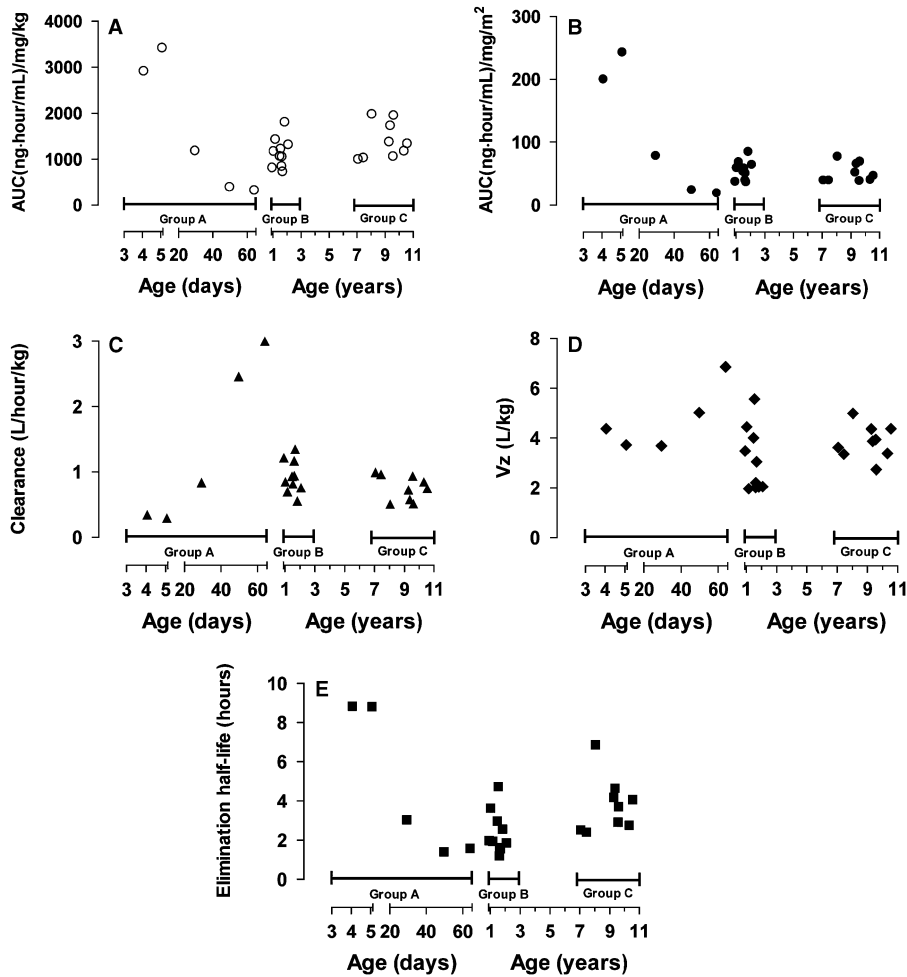 A
AUC(ng·hour/mL)/mg/kg
4000
3000
2000
1000
0
Group A
Group B
Group C
3 4 5 20 40 60 1 3 5 7 9 11
Age (days)
Age (years)
B
AUC(ng·hour/mL)/mg/m2
300
200
100
0
Group A
Group B
Group C
3 4 5 20 40 60 1 3 5 7 9 11
Age (days)
Age (years)
C
Clearance (L/hour/kg)
3
2
1
0
Group A
Group B
Group C
3 4 5 20 40 60 1 3 5 7 9 11
Age (days)
Age (years)
D
Vz (L/kg)
8
6
4
2
0
Group A
Group B
Group C
3 4 5 20 40 60 1 3 5 7 9 11
Age (days)
Age (years)
E
Elimination half-life (hours)
10
8
6
4
2
0
Group A
Group B
Group C
3 4 5 20 40 60 1 3 5 7 9 11
Age (days)
Age (years)